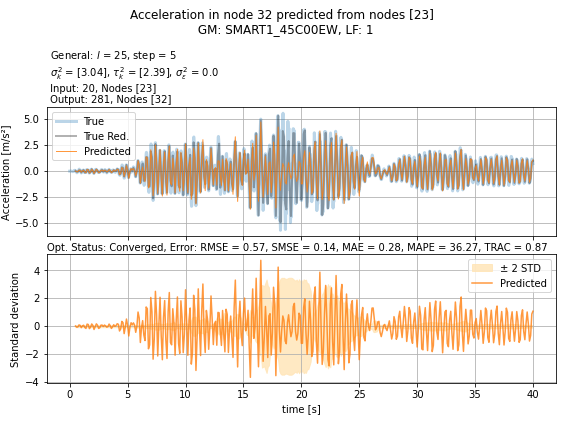 Acceleration in node 32 predicted from nodes [23]
GM: SMART1_45C00EW, LF: 1
General: l = 25, step = 5
σ²ₖ = [3.04], τ²ₖ = [2.39], σ²ε = 0.0
Input: 20, Nodes [23]
Output: 281, Nodes [32]
Acceleration [m/s²]
5.0
2.5
0.0
−2.5
−5.0
True
True Red.
Predicted
Opt. Status: Converged, Error: RMSE = 0.57, SMSE = 0.14, MAE = 0.28, MAPE = 36.27, TRAC = 0.87
Standard deviation
4
2
0
−2
−4
± 2 STD
Predicted
0 5 10 15 20 25 30 35 40
time [s]